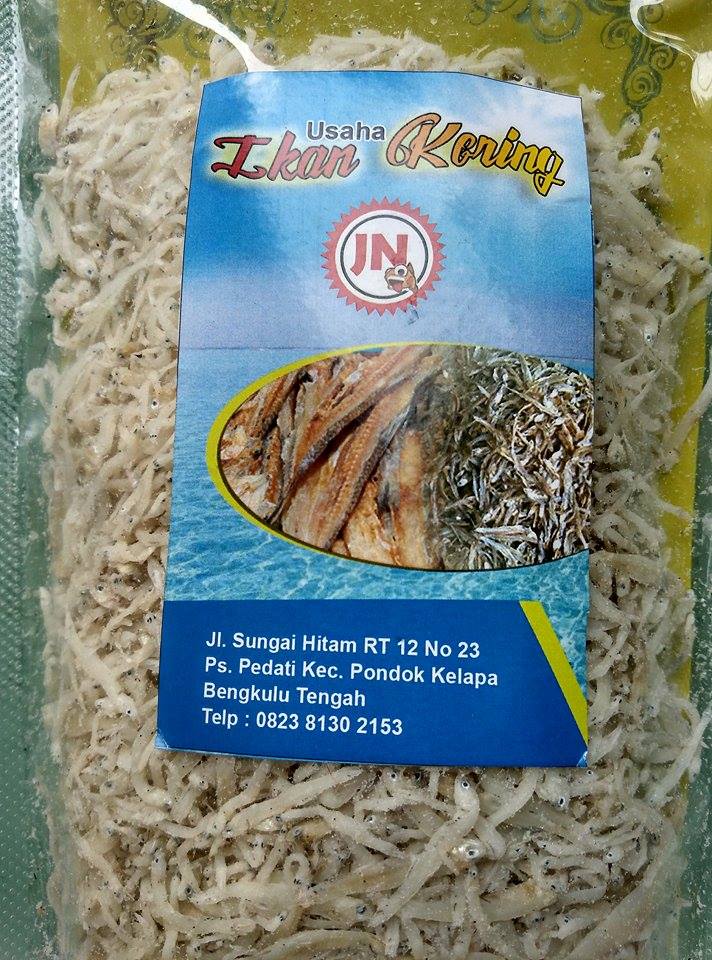 Usaha
Ikan Kering
JN
Jl. Sungai Hitam RT 12 No 23
Ps. Pedati Kec. Pondok Kelapa
Bengkulu Tengah
Telp : 0823 8130 2153